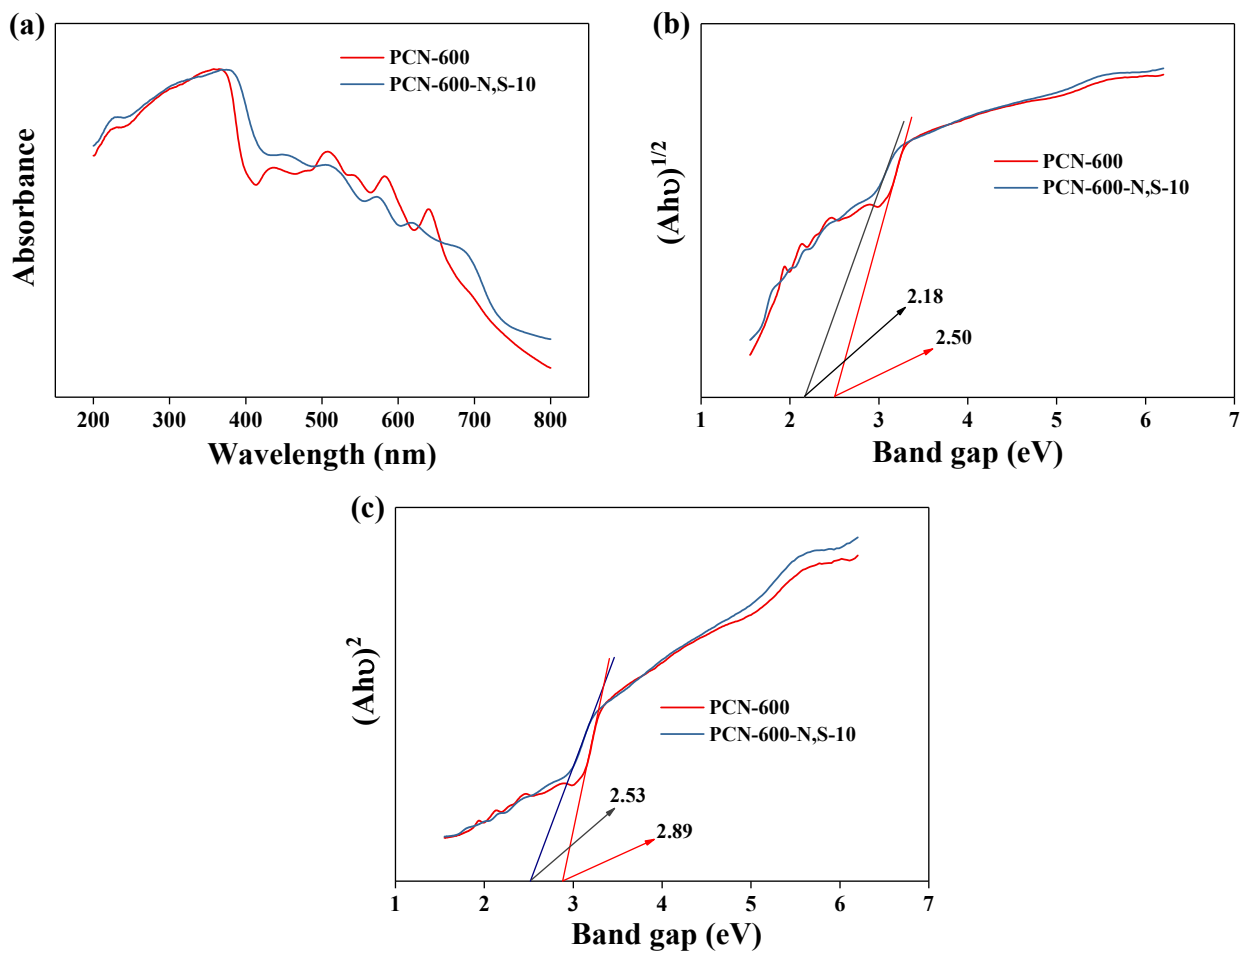 (a)
PCN-600
PCN-600-N,S-10
Absorbance
200 300 400 500 600 700 800
Wavelength (nm)
(b)
PCN-600
PCN-600-N,S-10
(Ahυ)^1/2
2.18
2.50
1 2 3 4 5 6 7
Band gap (eV)
(c)
PCN-600
PCN-600-N,S-10
(Ahυ)^2
2.53
2.89
1 2 3 4 5 6 7
Band gap (eV)